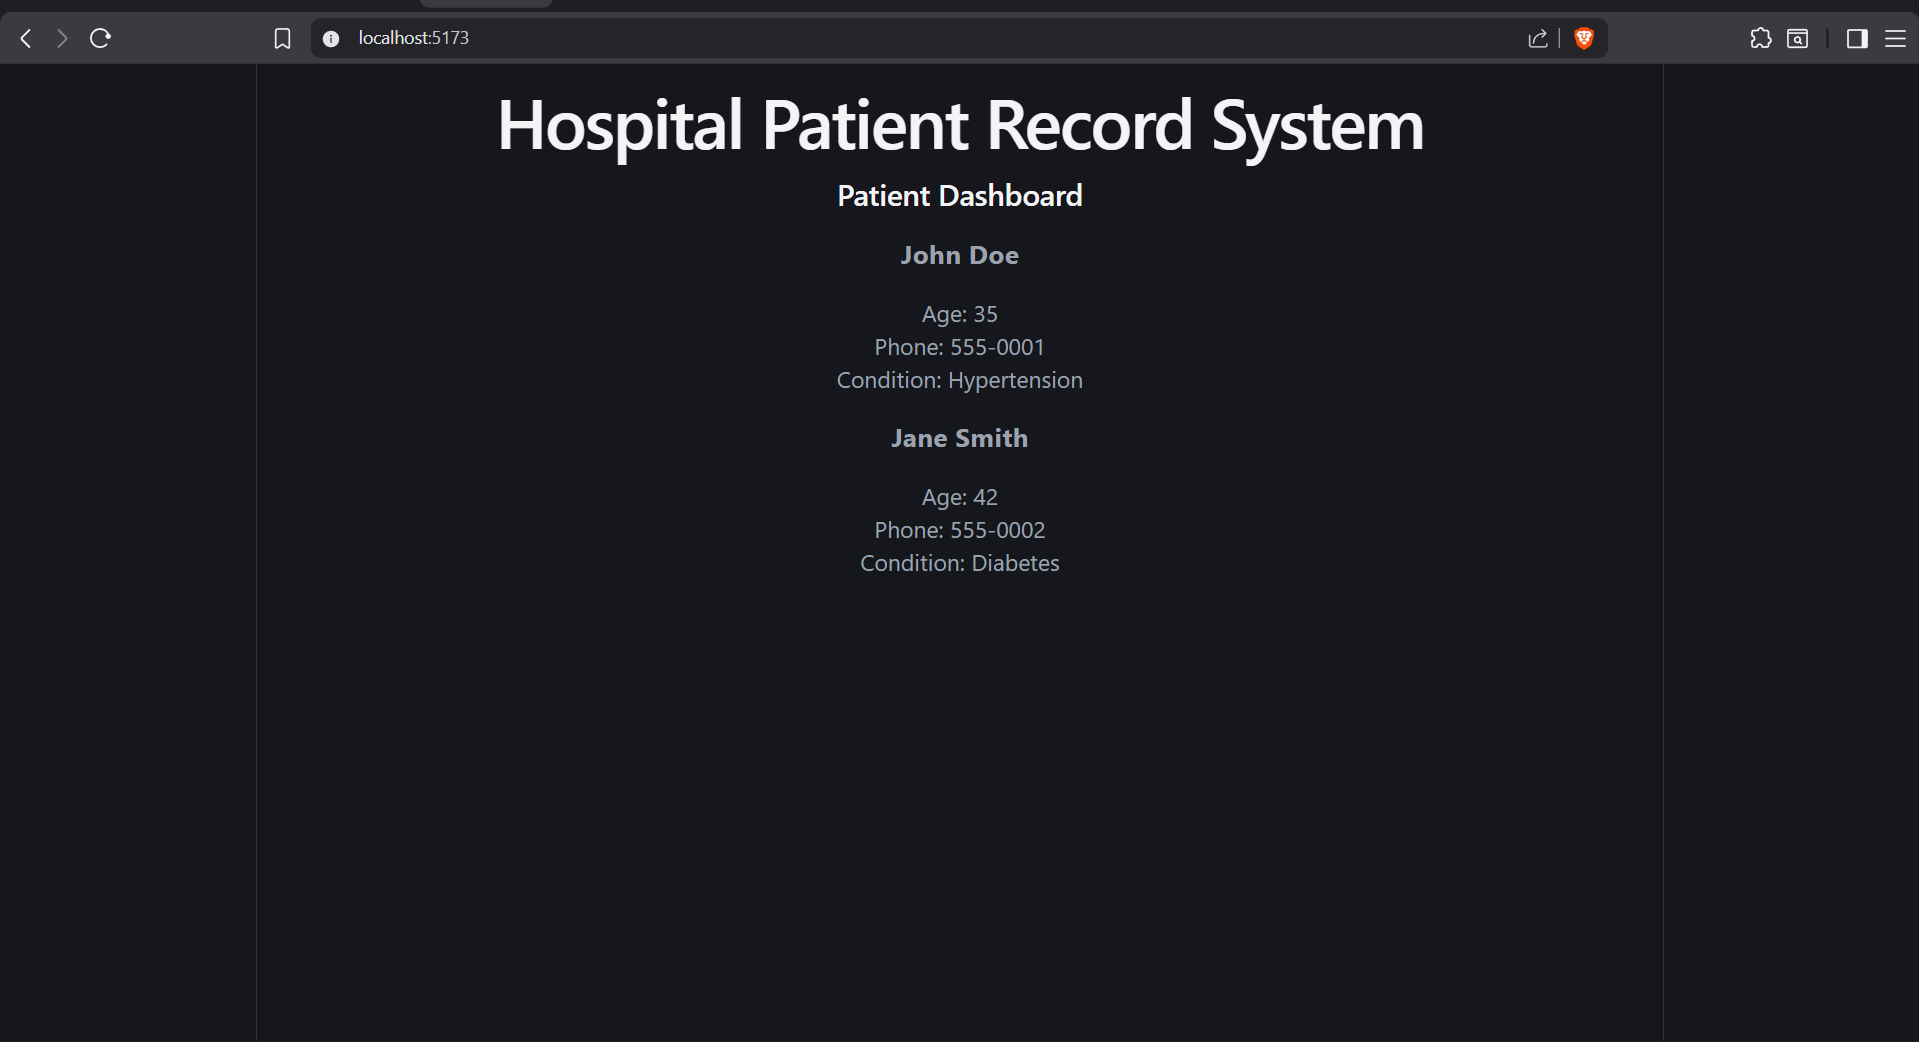 localhost:5173
Hospital Patient Record System
Patient Dashboard
John Doe
Age: 35
Phone: 555-0001
Condition: Hypertension
Jane Smith
Age: 42
Phone: 555-0002
Condition: Diabetes